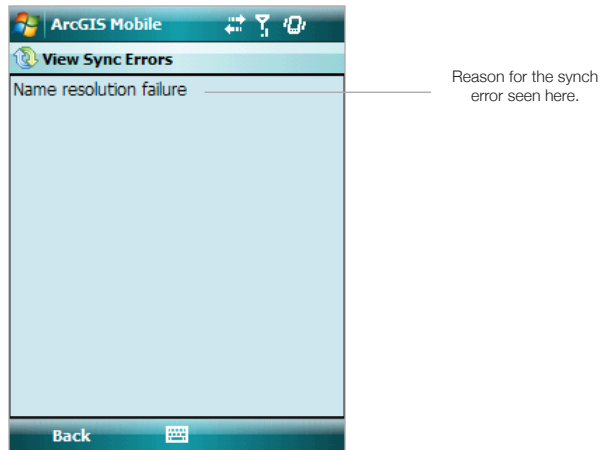 ArcGIS Mobile
View Sync Errors
Name resolution failure
Reason for the synch
error seen here.
Back